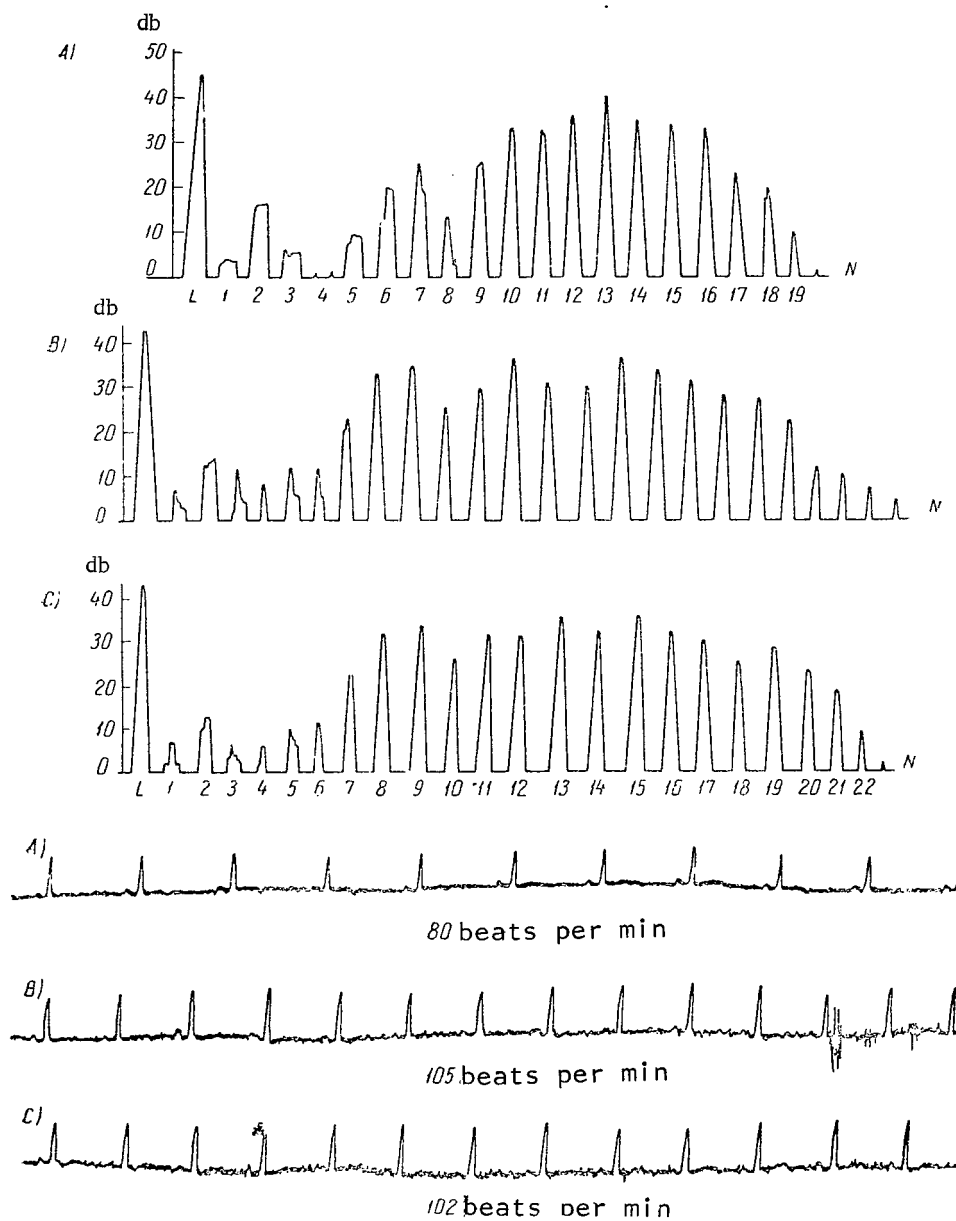 db
A)
50
40
30
20
10
0
N
L 1 2 3 4 5 6 7 8 9 10 11 12 13 14 15 16 17 18 19
db
B)
40
30
20
10
0
N
db
C)
40
30
20
10
0
N
L 1 2 3 4 5 6 7 8 9 10 11 12 13 14 15 16 17 18 19 20 21 22
A)
80 beats per min
B)
105 beats per min
C)
102 beats per min